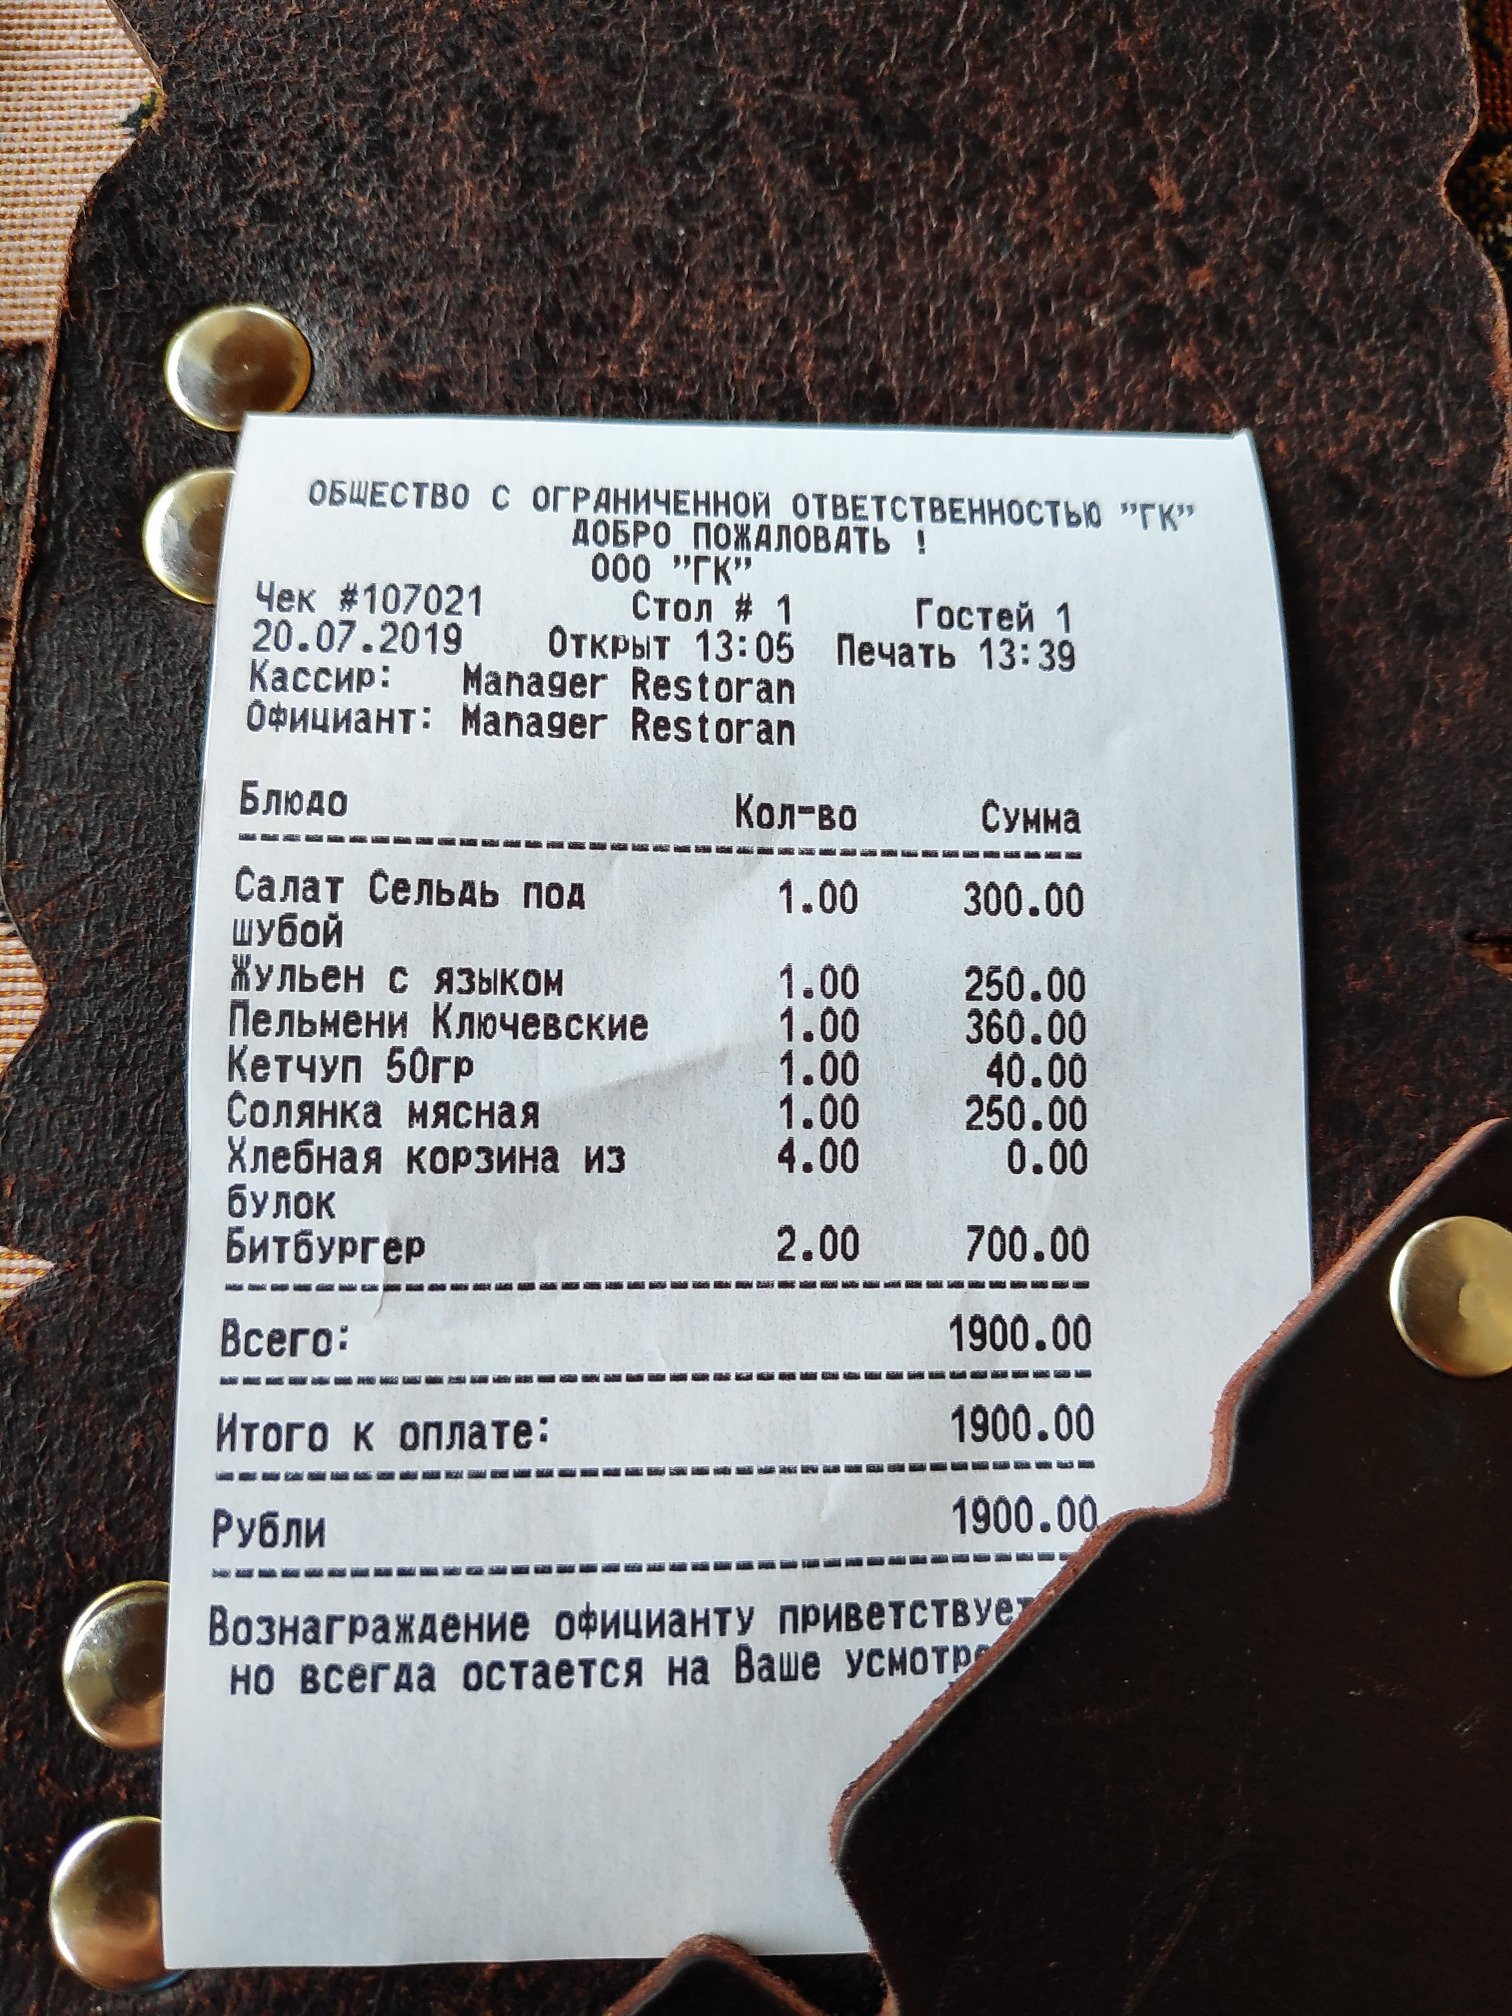 ОБЩЕСТВО С ОГРАНИЧЕННОЙ ОТВЕТСТВЕННОСТЬЮ "ГК"
ДОБРО ПОЖАЛОВАТЬ !
ООО "ГК"
Чек #107021 Стол # 1 Гостей 1
20.07.2019 Открыт 13:05 Печать 13:39
Кассир: Manager Restoran
Официант: Manager Restoran
Блюдо Кол-во Сумма
Салат Сельдь под 1.00 300.00
шубой
Жульен с языком 1.00 250.00
Пельмени Ключевские 1.00 360.00
Кетчуп 50гр 1.00 40.00
Солянка мясная 1.00 250.00
Хлебная корзина из 4.00 0.00
булок
Битбургер 2.00 700.00
Всего: 1900.00
Итого к оплате: 1900.00
Рубли 1900.00
Вознаграждение официанту
но всегда остается на Ваше